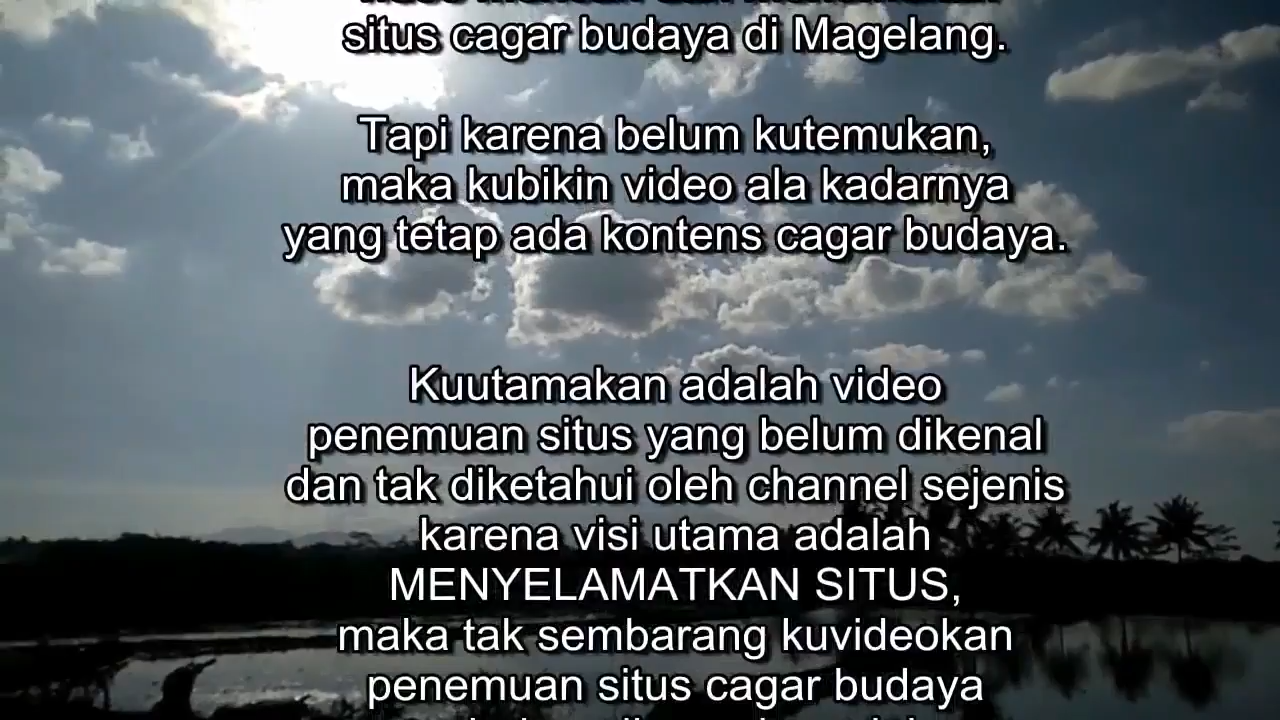 situs cagar budaya di Magelang.
Tapi karena belum kutemukan,
maka kubikin video ala kadarnya
yang tetap ada kontens cagar budaya.
Kuutamakan adalah video
penemuan situs yang belum dikenal
dan tak diketahui oleh channel sejenis
karena visi utama adalah
MENYELAMATKAN SITUS,
maka tak sembarang kuvideokan
penemuan situs cagar budaya